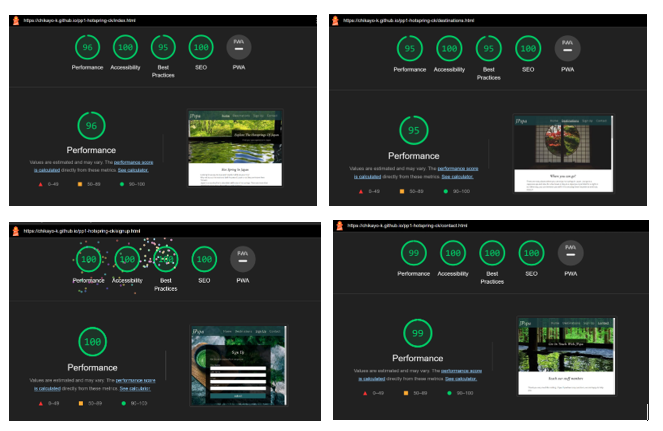 https://chikayo-k.github.io/pp1-hotspring-ok/index.html
96 100 95 100 PWA
Performance Accessibility Best Practices SEO PWA
96
Performance
Values are estimated and may vary. The performance score
is calculated directly from these metrics. See calculator.
0–49 50–89 90–100
https://chikayo-k.github.io/pp1-hotspring-ok/destinations.html
95 100 95 100 PWA
Performance Accessibility Best Practices SEO PWA
95
Performance
Values are estimated and may vary. The performance score
is calculated directly from these metrics. See calculator.
0–49 50–89 90–100
https://chikayo-k.github.io/pp1-hotspring-ok/signup.html
100 100 100 100 PWA
Performance Accessibility Best Practices SEO PWA
100
Performance
Values are estimated and may vary. The performance score
is calculated directly from these metrics. See calculator.
Sign Up
0–49 50–89 90–100
https://chikayo-k.github.io/pp1-hotspring-ok/contact.html
99 100 100 100 PWA
Performance Accessibility Best Practices SEO PWA
99
Performance
Values are estimated and may vary. The performance score
is calculated directly from these metrics. See calculator.
0–49 50–89 90–100